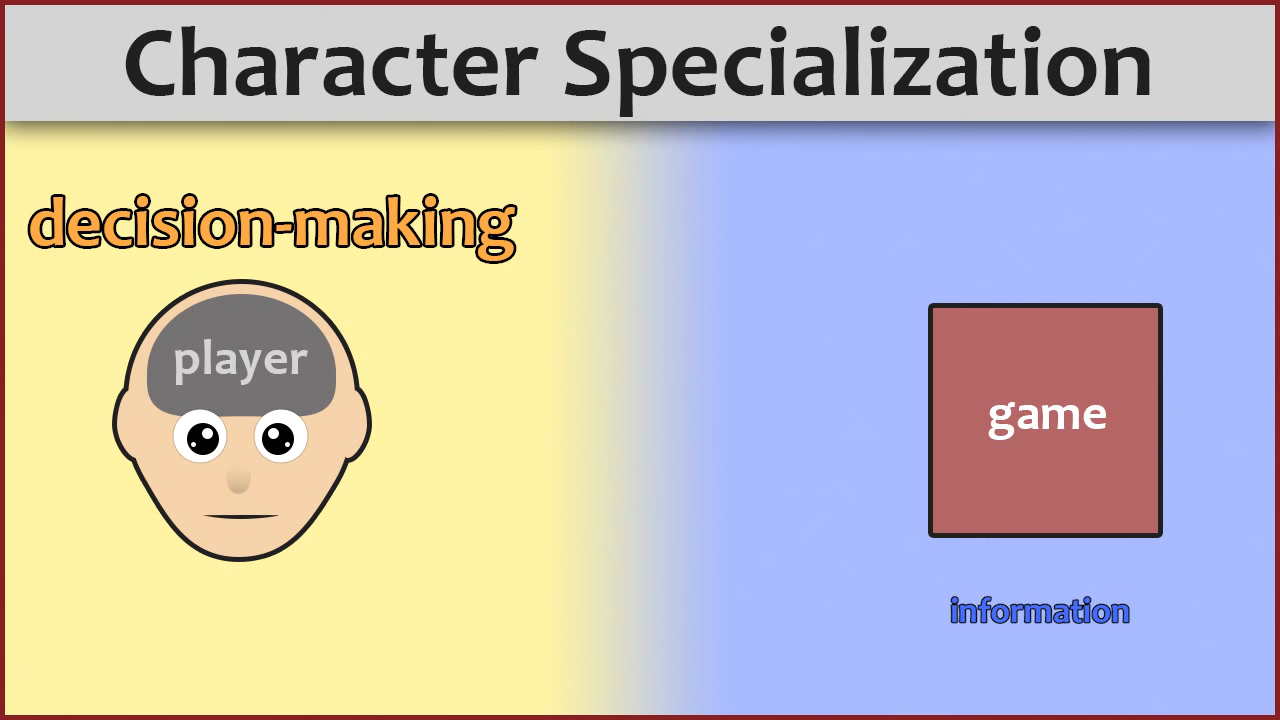 Character Specialization
decision-making
player
game
information